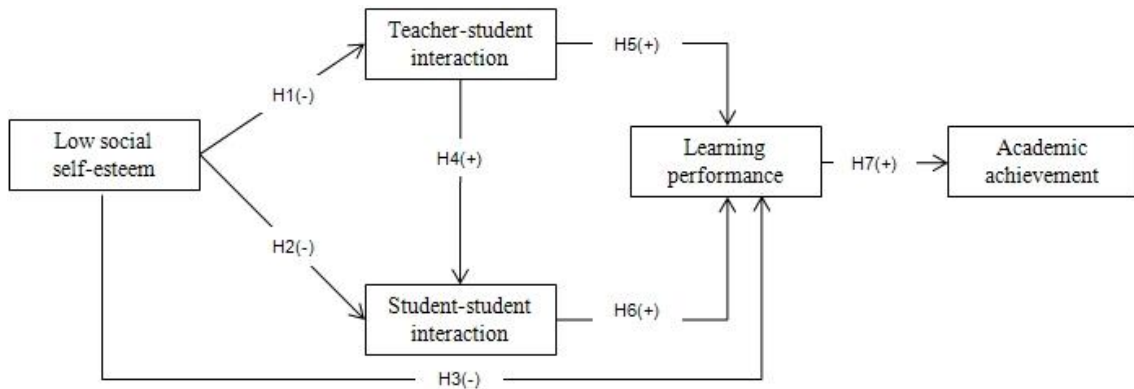 Teacher-student
interaction
H5(+)
H1(-)
Low social
self-esteem
H4(+)
Learning
performance
H7(+)
Academic
achievement
H2(-)
Student-student
interaction
H6(+)
H3(-)